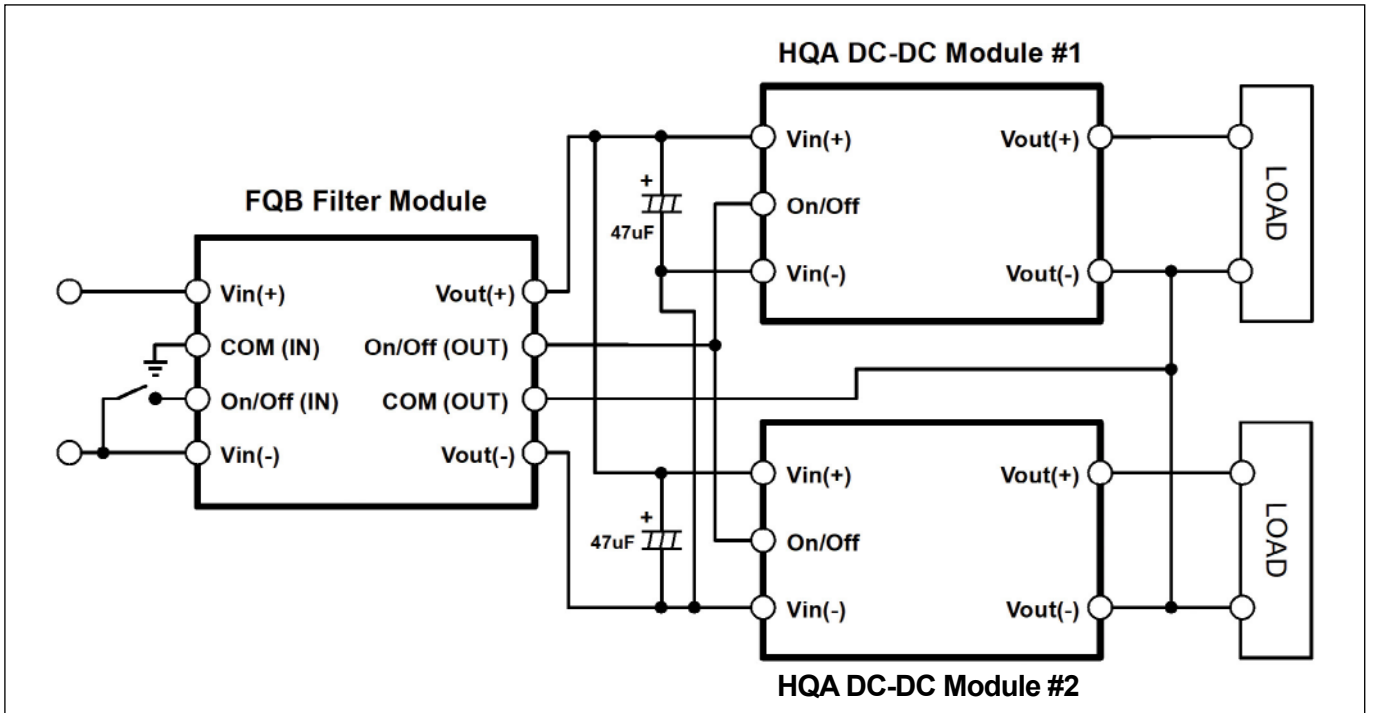 HQA DC-DC Module #1
Vin(+) Vout(+)
On/Off
Vin(-) Vout(-)
+
47uF
LOAD
FQB Filter Module
Vin(+) Vout(+)
COM (IN) On/Off (OUT)
On/Off (IN) COM (OUT)
Vin(-) Vout(-)
Vin(+) Vout(+)
On/Off
Vin(-) Vout(-)
+
47uF
LOAD
HQA DC-DC Module #2